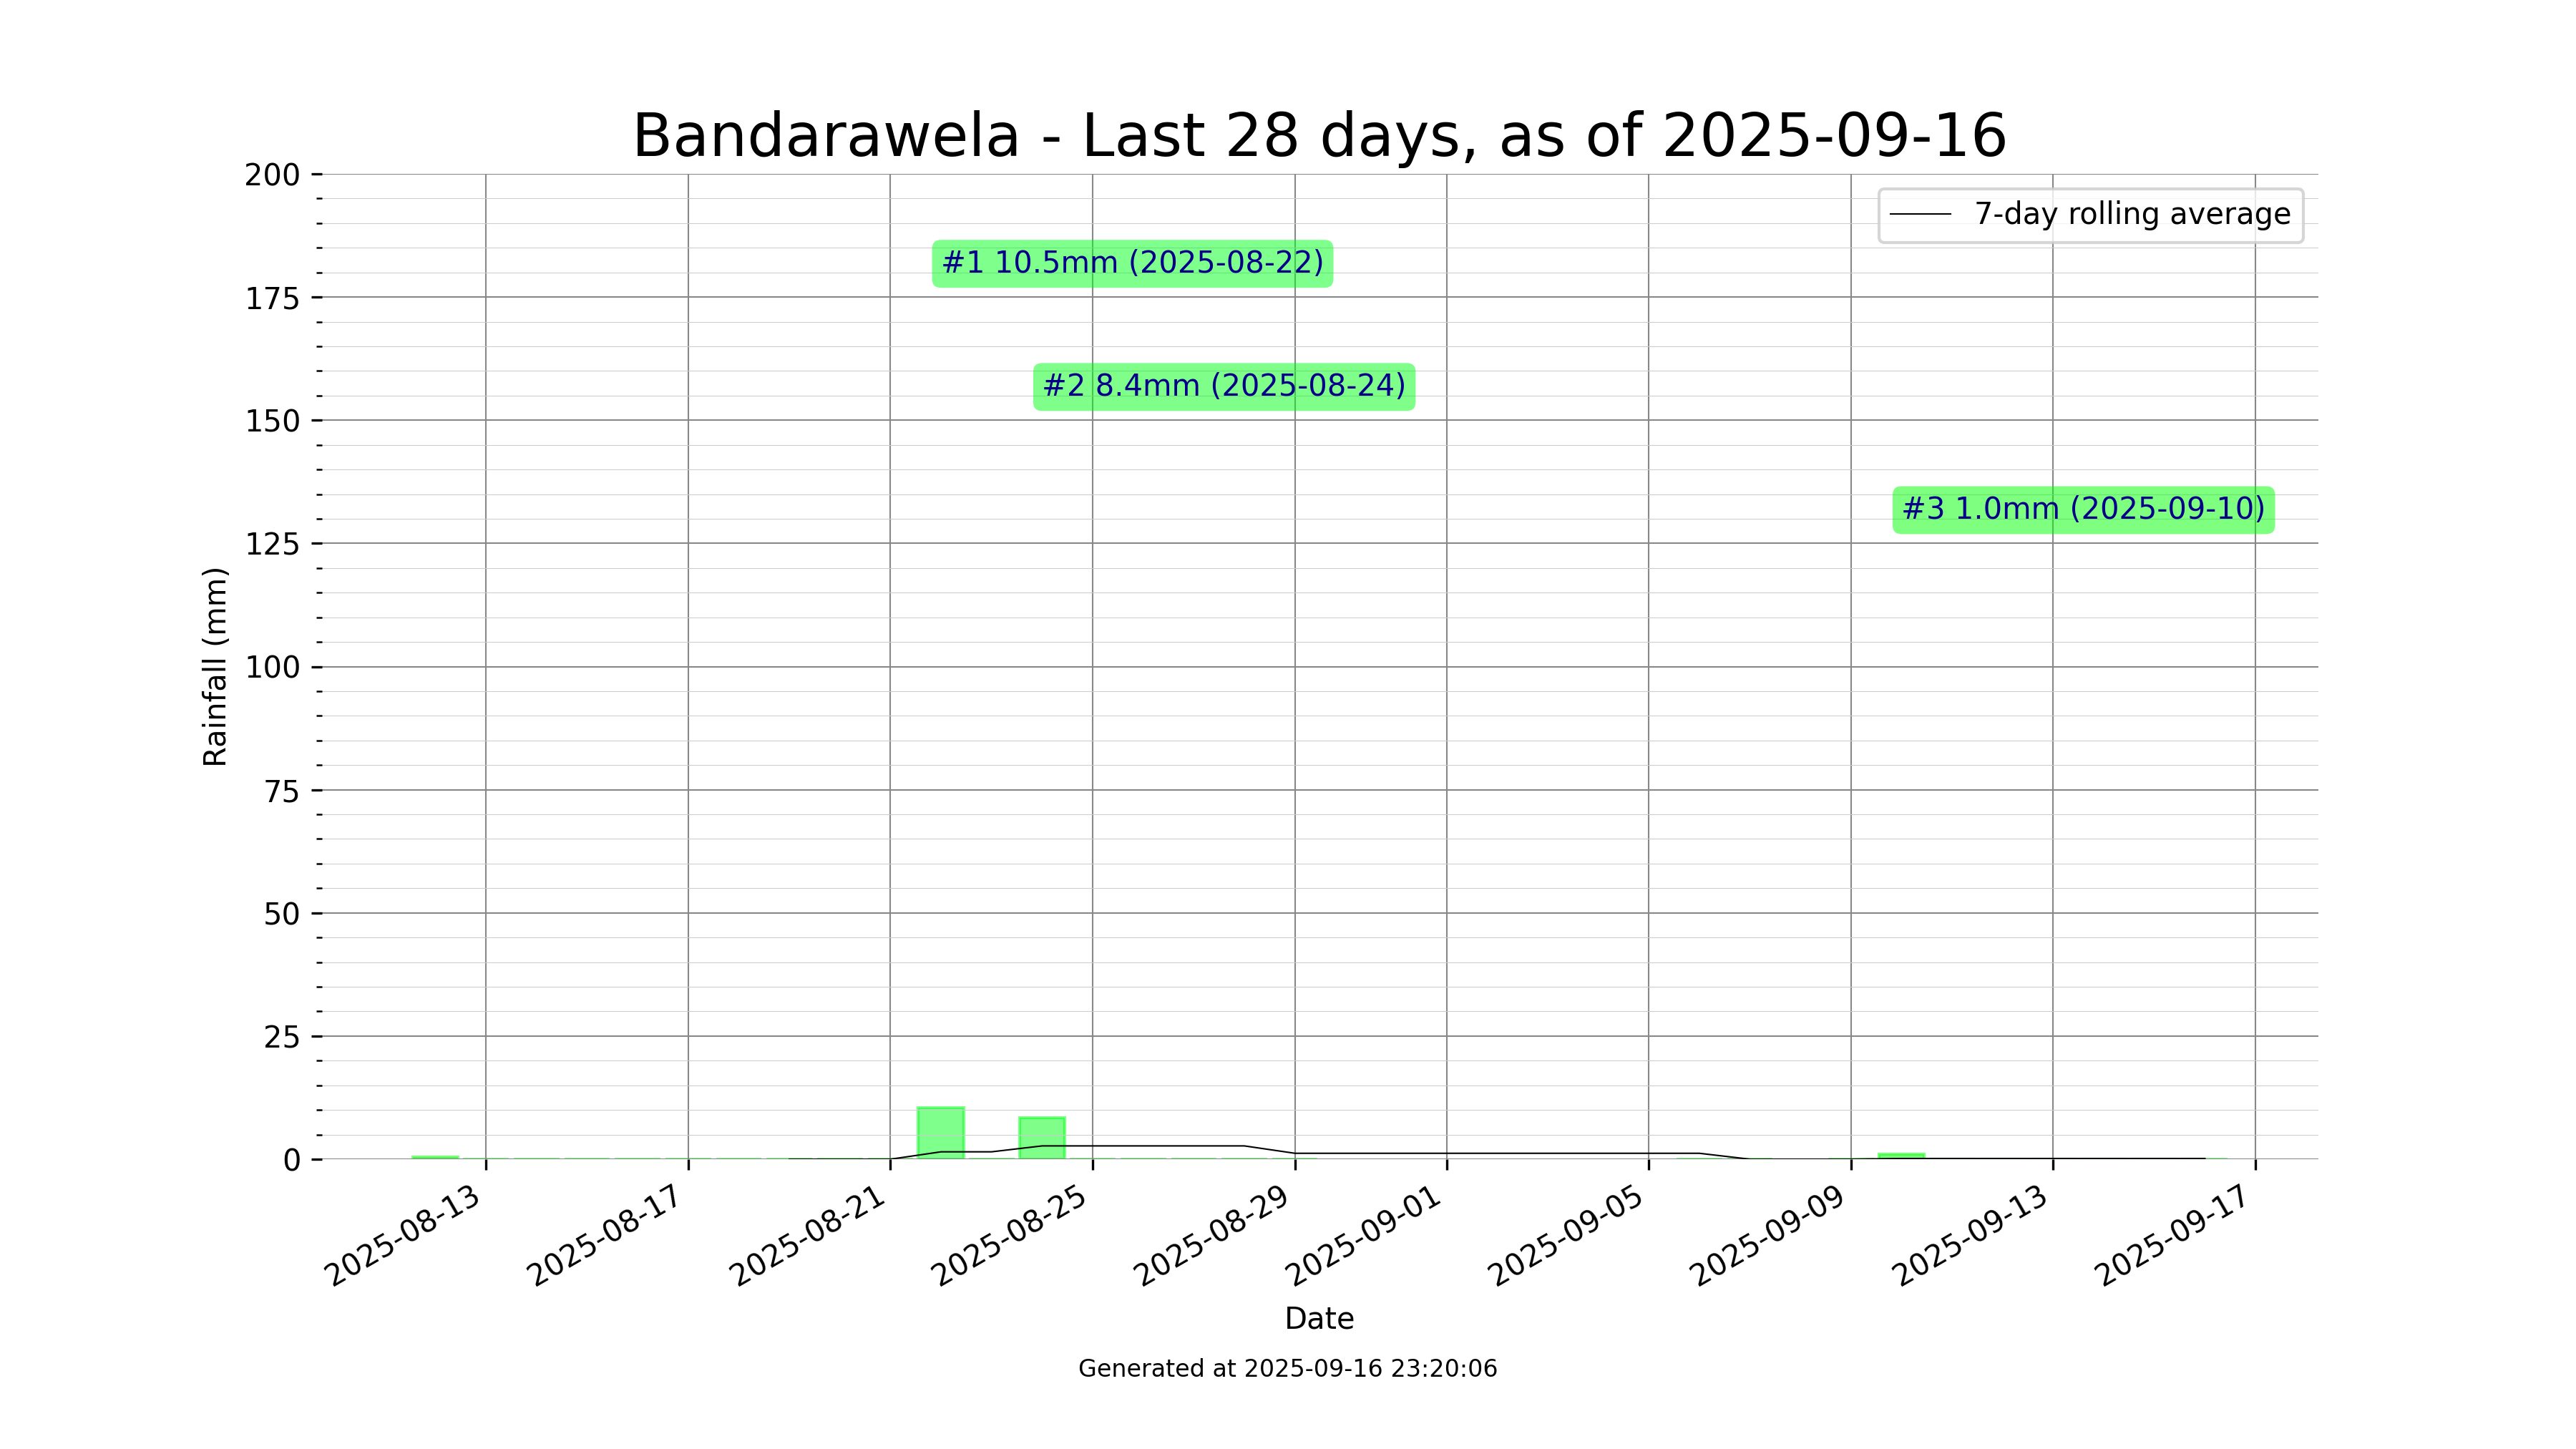 Bandarawela - Last 28 days, as of 2025-09-16
7-day rolling average
#1 10.5mm (2025-08-22)
#2 8.4mm (2025-08-24)
#3 1.0mm (2025-09-10)
Rainfall (mm)
200
175
150
125
100
75
50
25
0
2025-08-13
2025-08-17
2025-08-21
2025-08-25
2025-08-29
2025-09-01
2025-09-05
2025-09-09
2025-09-13
2025-09-17
Date
Generated at 2025-09-16 23:20:06